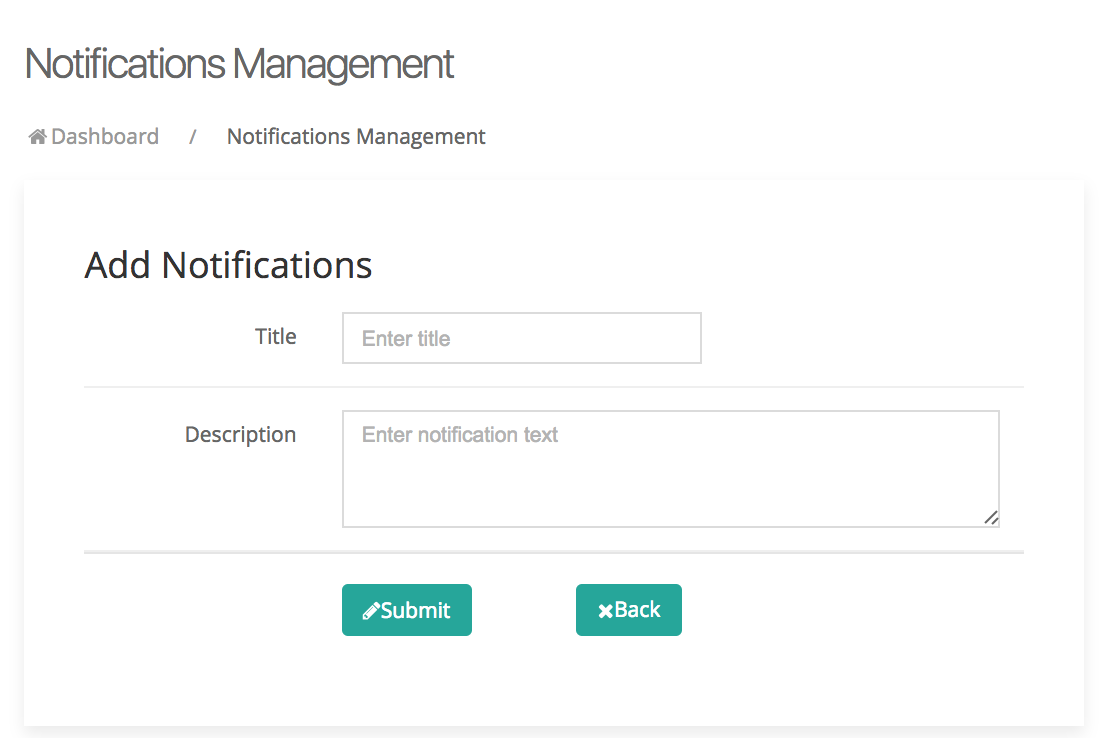 Notifications Management
Dashboard / Notifications Management
Add Notifications
Title Enter title
Description Enter notification text
Submit Back